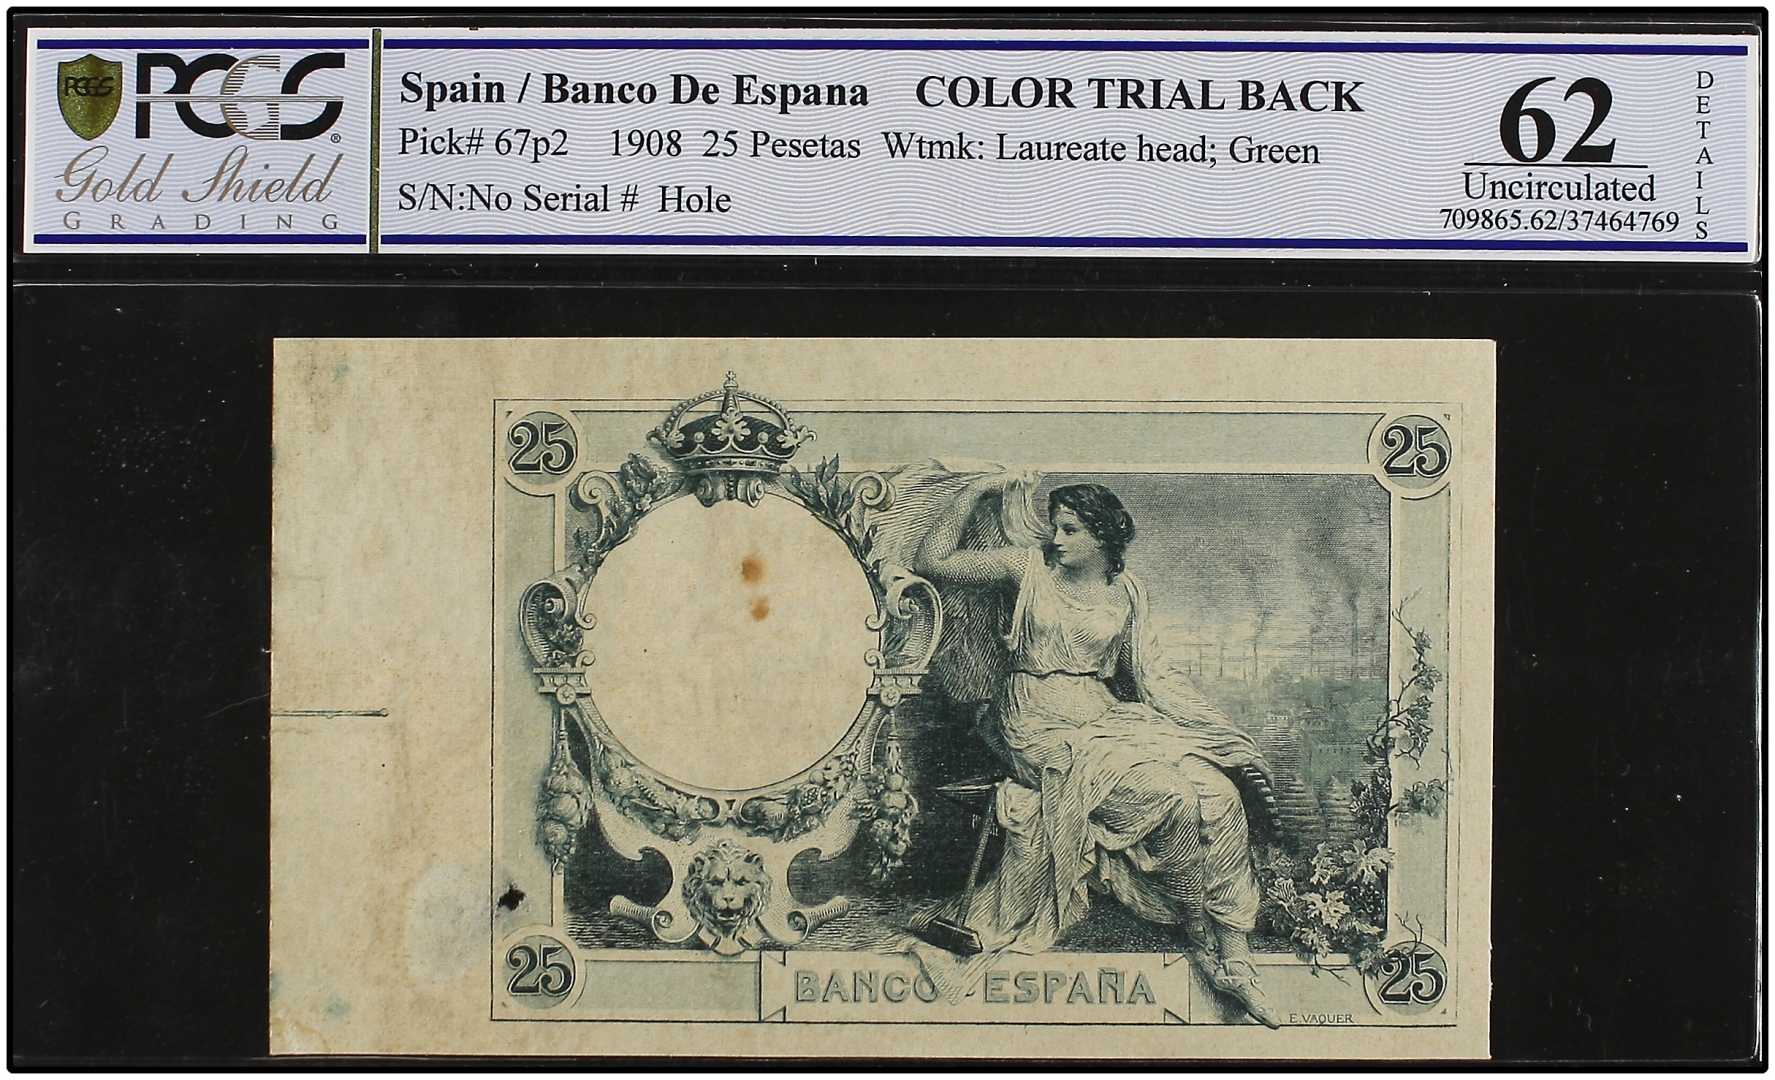 PCGS
PCGS®
Gold Shield
GRADING
Spain / Banco De Espana COLOR TRIAL BACK
Pick# 67p2 1908 25 Pesetas Wtmk: Laureate head; Green
S/N:No Serial # Hole
62
Uncirculated
709865.62/37464769
DETAILS
25
25
25
25
BANCO ESPAÑA
E. VAQUER